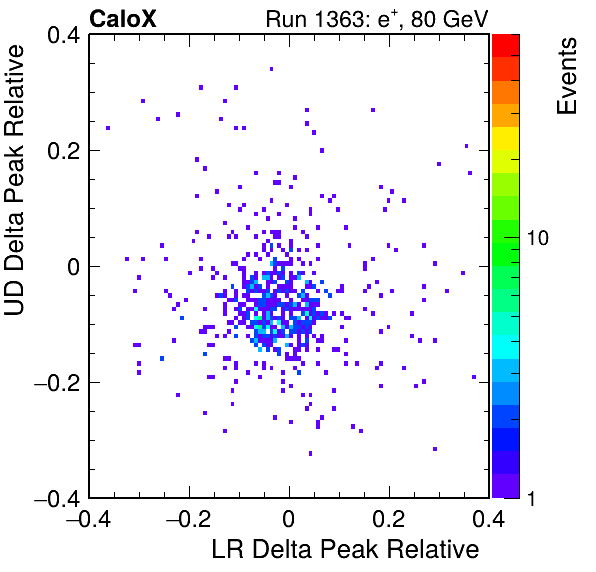 CaloX Run 1363: e+, 80 GeV
UD Delta Peak Relative
0.4
0.2
0
−0.2
−0.4
−0.4 −0.2 0 0.2 0.4
LR Delta Peak Relative
Events
10
1